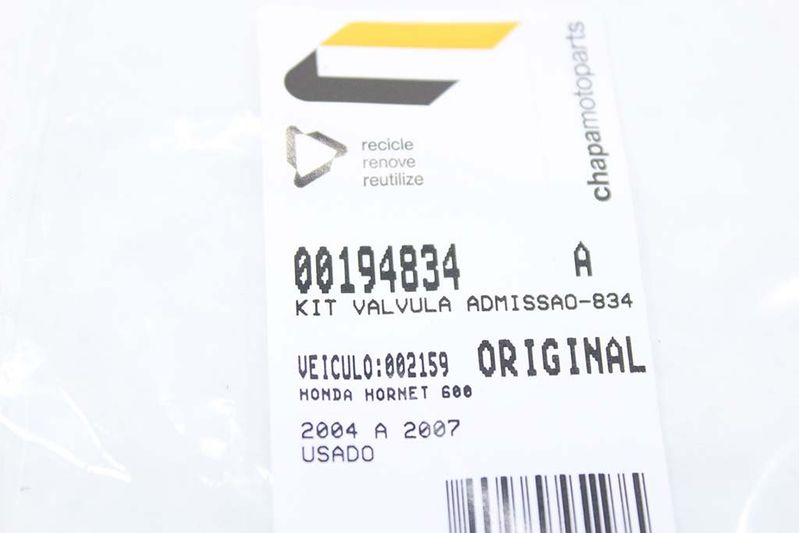 chapamotoparts
recicle
renove
reutilize
00194834 A
KIT VALVULA ADMISSAO-834
VEICULO:002159 ORIGINAL
HONDA HORNET 600
2004 A 2007
USADO